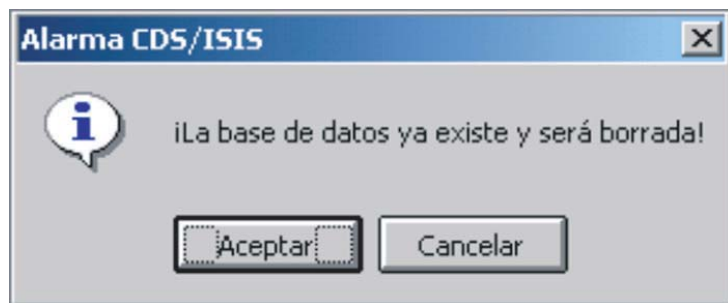 Alarma CDS/ISIS
¡La base de datos ya existe y será borrada!
Aceptar
Cancelar